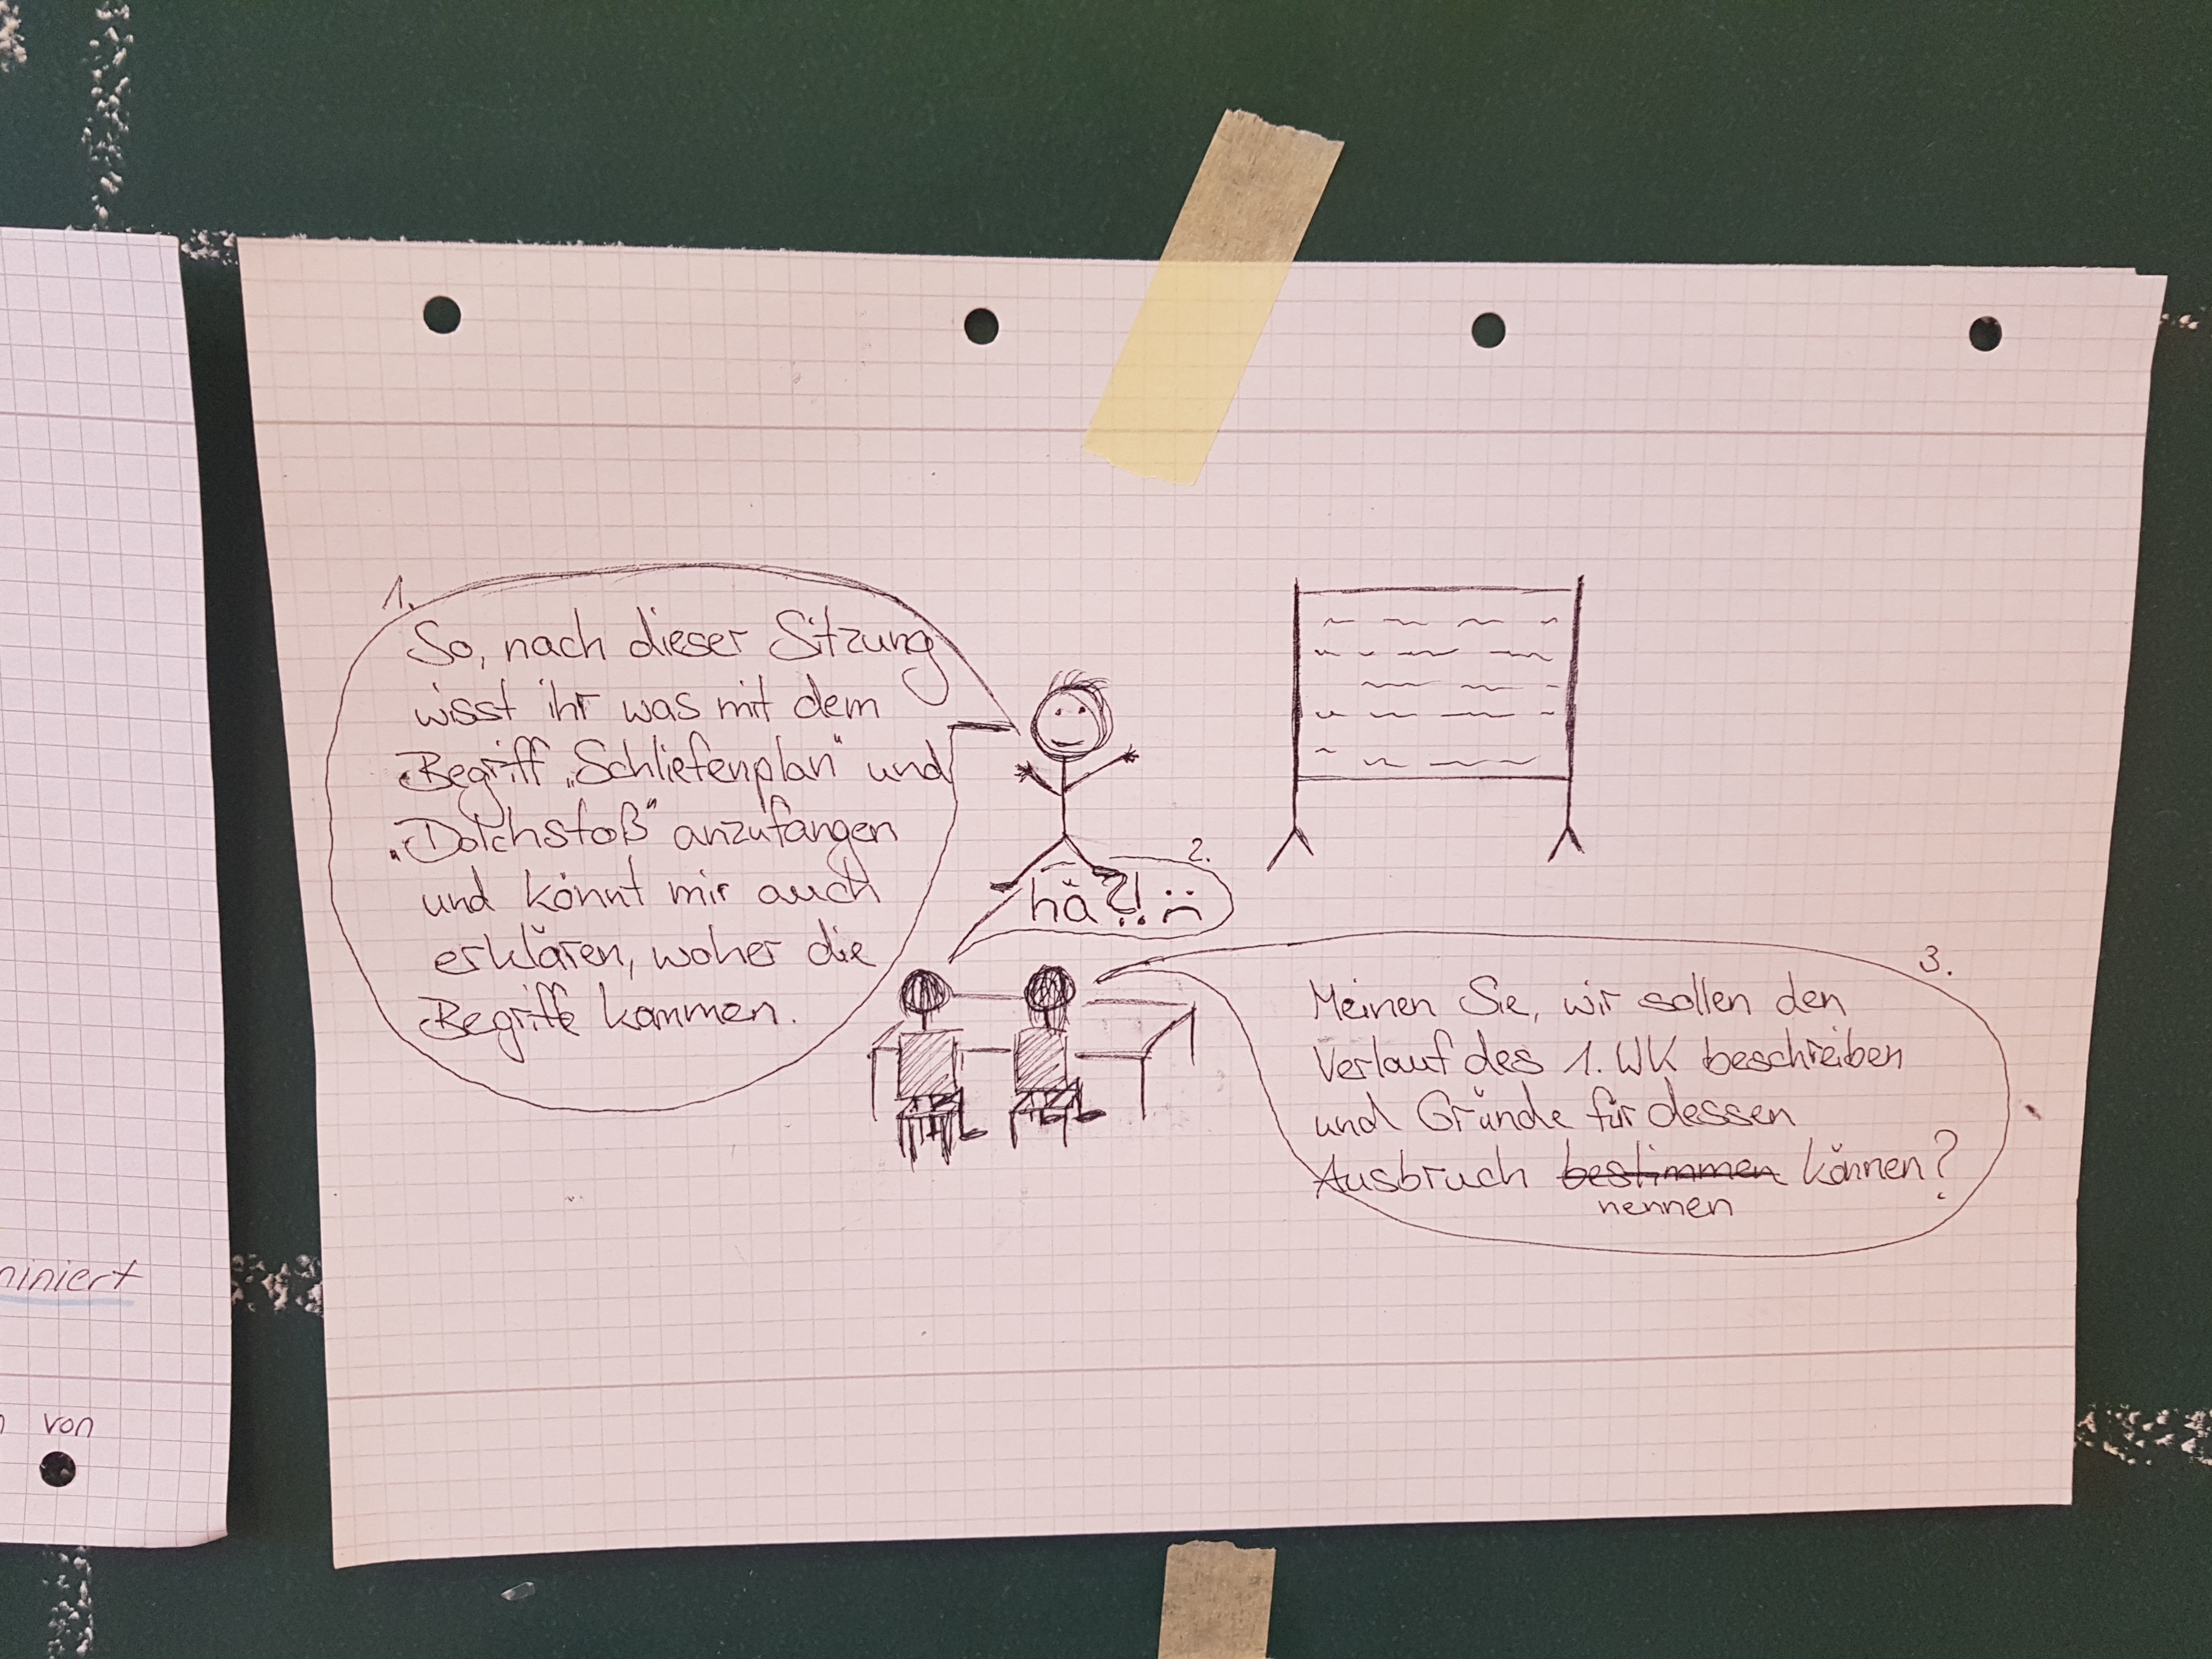 1.
So, nach dieser Sitzung
wisst ihr was mit dem
Begriff „Schliefenplan" und
„Dolchstoß" anzufangen
und könnt mir auch
erklären, woher die
Begriffe kommen.
2.
hä?!
3.
Meinen Sie, wir sollen den
Verlauf des 1. WK beschreiben
und Gründe für dessen
Ausbruch bestimmen können?
nennen
von